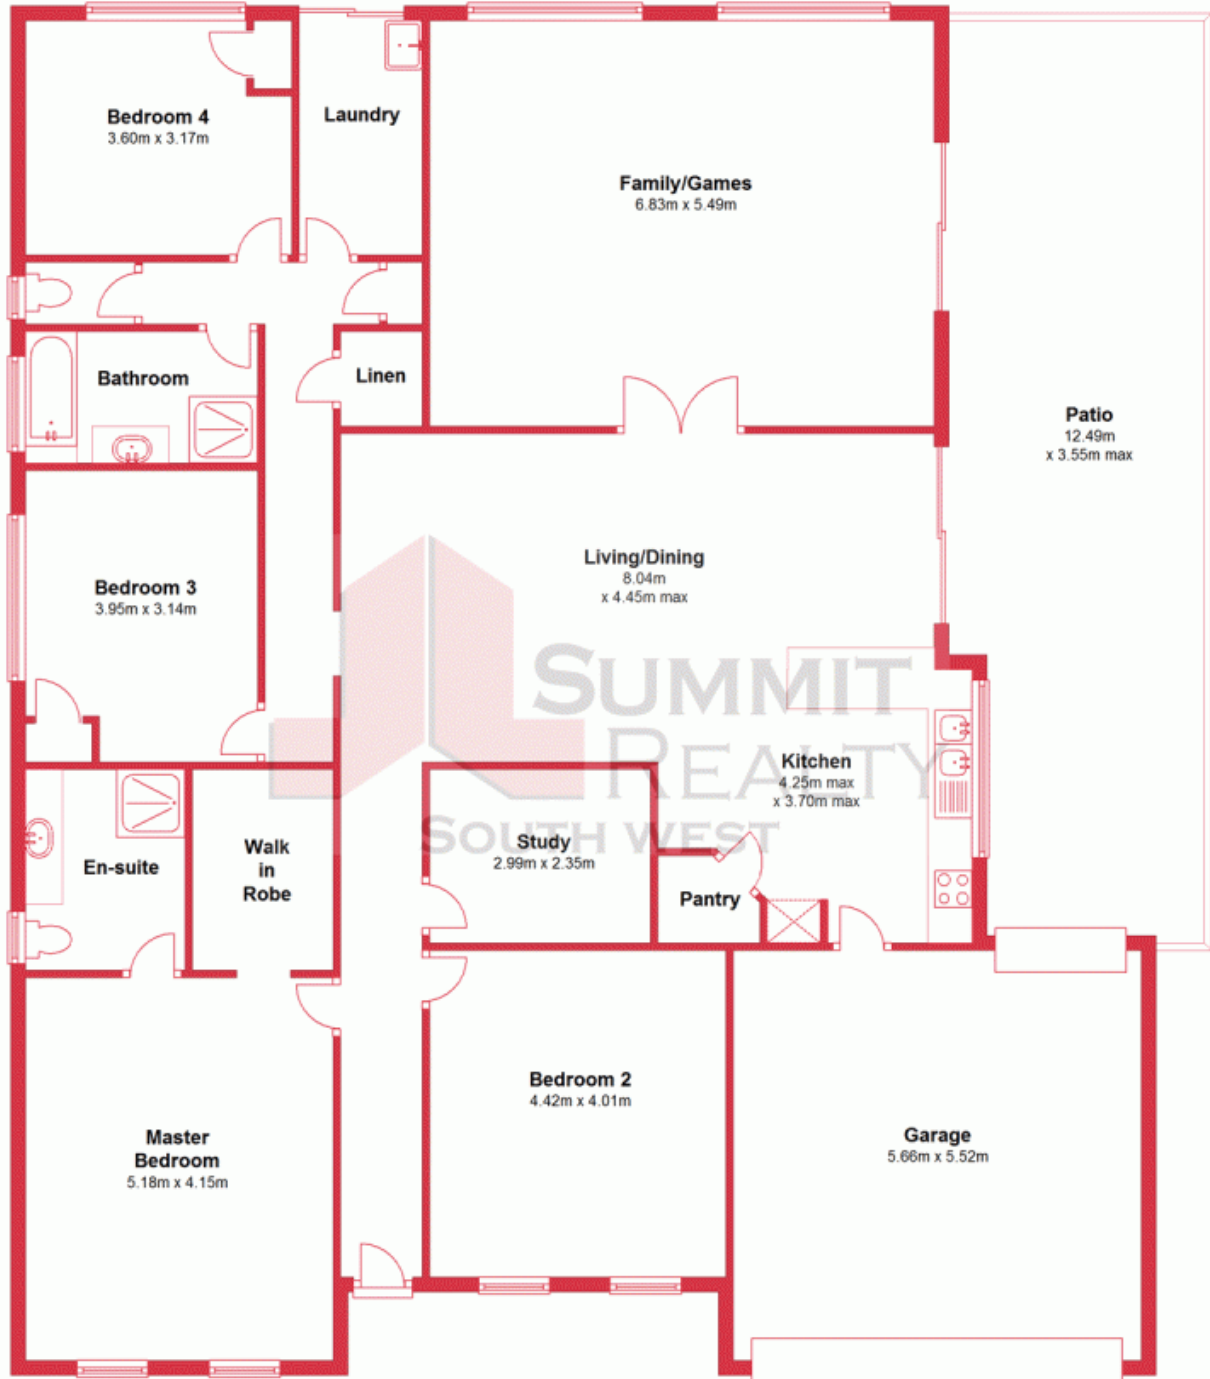 Bedroom 4
3.60m x 3.17m
Laundry
Family/Games
6.83m x 5.49m
Bathroom
Linen
Patio
12.49m
x 3.55m max
Living/Dining
8.04m
x 4.45m max
Bedroom 3
3.95m x 3.14m
SUMMIT
REALTY
SOUTH WEST
Kitchen
4.25m max
x 3.70m max
En-suite
Walk
in
Robe
Study
2.99m x 2.35m
Pantry
Master
Bedroom
5.18m x 4.15m
Bedroom 2
4.42m x 4.01m
Garage
5.66m x 5.52m